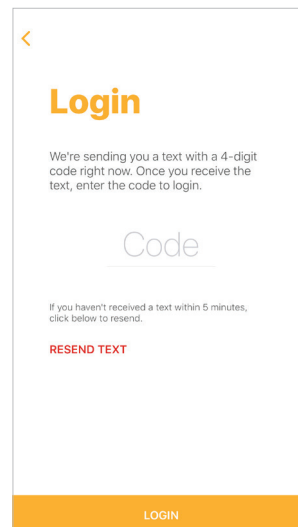 Login
We're sending you a text with a 4-digit
code right now. Once you receive the
text, enter the code to login.
Code
If you haven't received a text within 5 minutes,
click below to resend.
RESEND TEXT
LOGIN